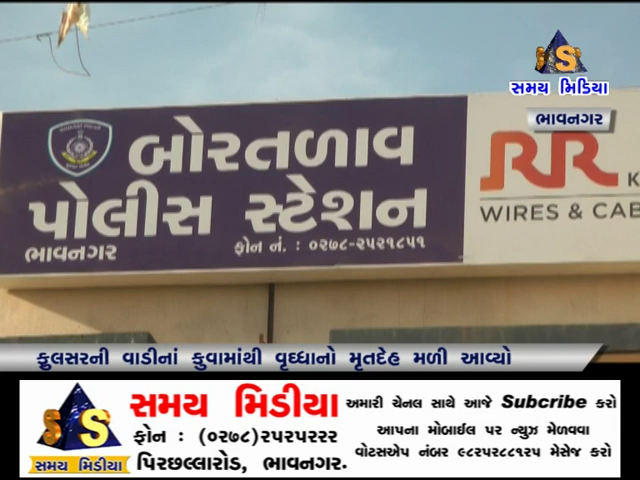 સમય મિડિયા
ભાવનગર
બોરતળાવ
પોલીસ સ્ટેશન
ભાવનગર
ફોન નં. : ૦૨૭૮-૨૫૨૧૮૫૧
RR K
WIRES & CAB
ફુલસરની વાડીનાં કુવામાંથી વૃધ્ધાનો મૃતદેહ મળી આવ્યો
સમય મિડીયા
સમય મિડીયા
ફોન : (૦૨૭૮)૨૫૨૫૨૨૨
પિરછલ્લારોડ, ભાવનગર.
અમારી ચેનલ સાથે આજે Subcribe કરો
આપના મોબાઈલ પર ન્યુઝ મેળવવા
વોટસએપ નંબર ૯૮૨૫૨૮૮૧૨૫ મેસેજ કરો